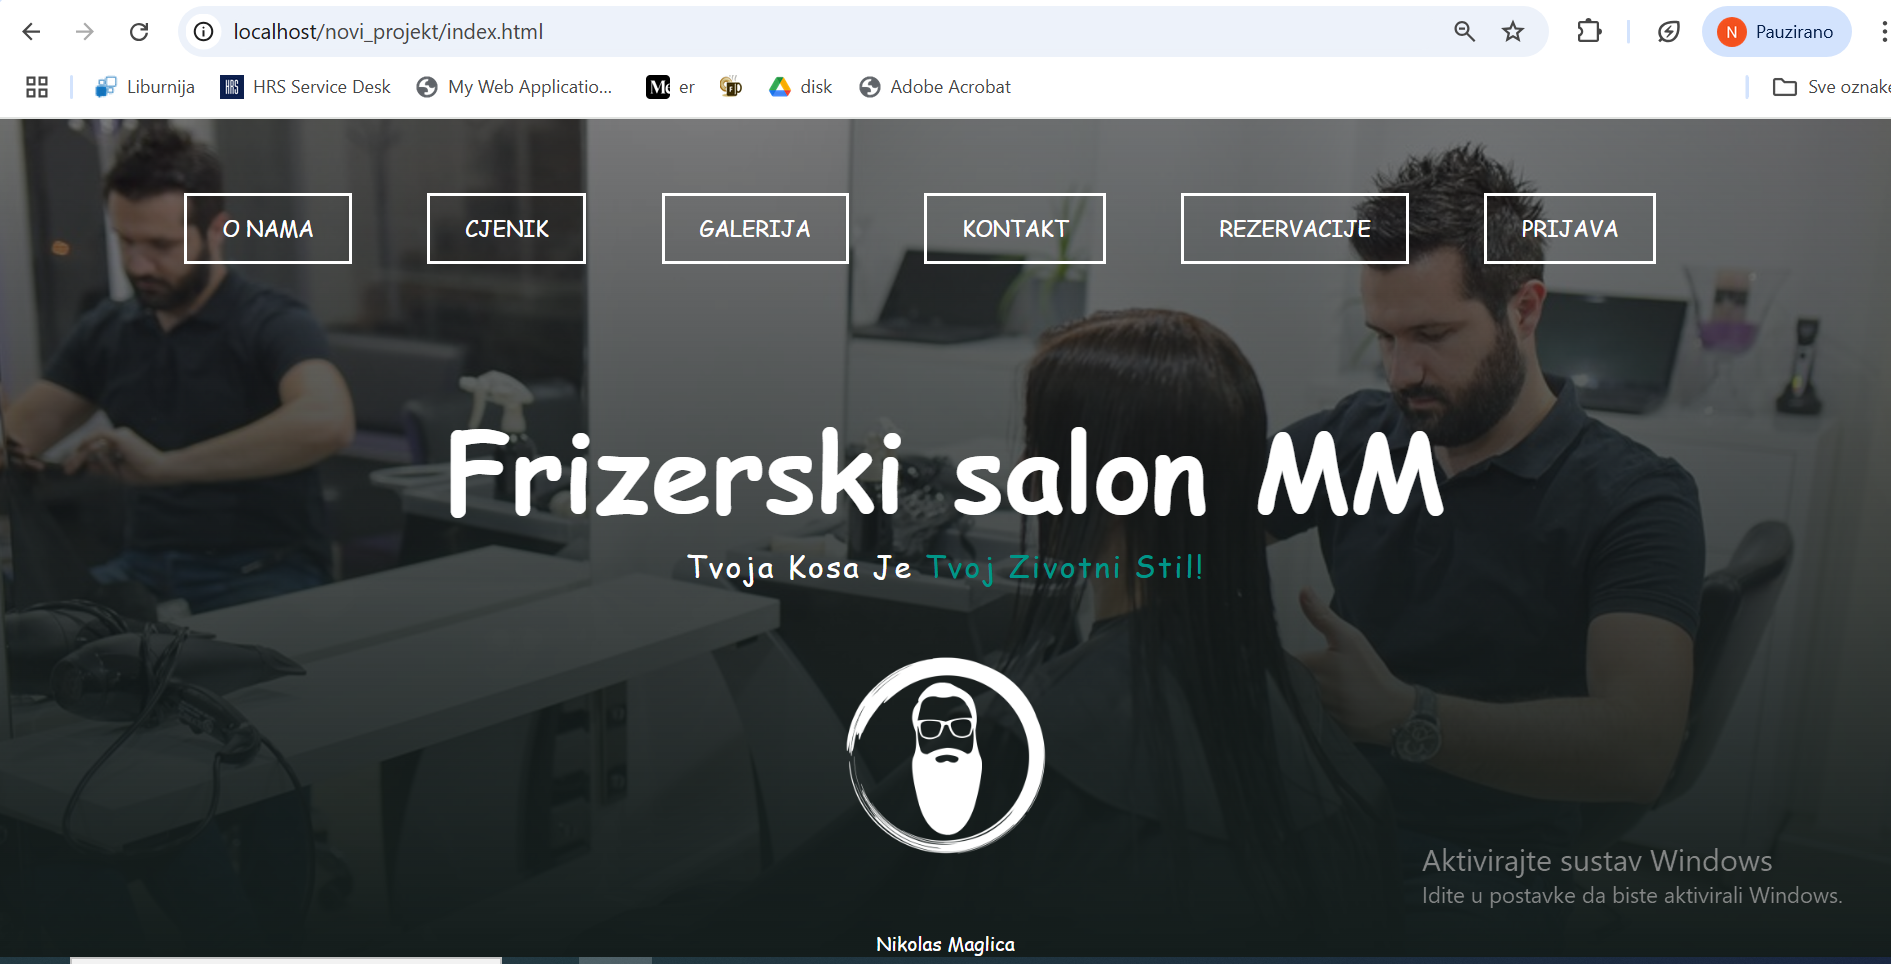 localhost/novi_projekt/index.html
N Pauzirano
Liburnija
HRS HRS Service Desk
My Web Applicatio...
Me er
disk
Adobe Acrobat
Sve oznake
O NAMA
CJENIK
GALERIJA
KONTAKT
REZERVACIJE
PRIJAVA
Frizerski salon MM
Tvoja Kosa Je Tvoj Zivotni Stil!
Aktivirajte sustav Windows
Idite u postavke da biste aktivirali Windows.
Nikolas Maglica